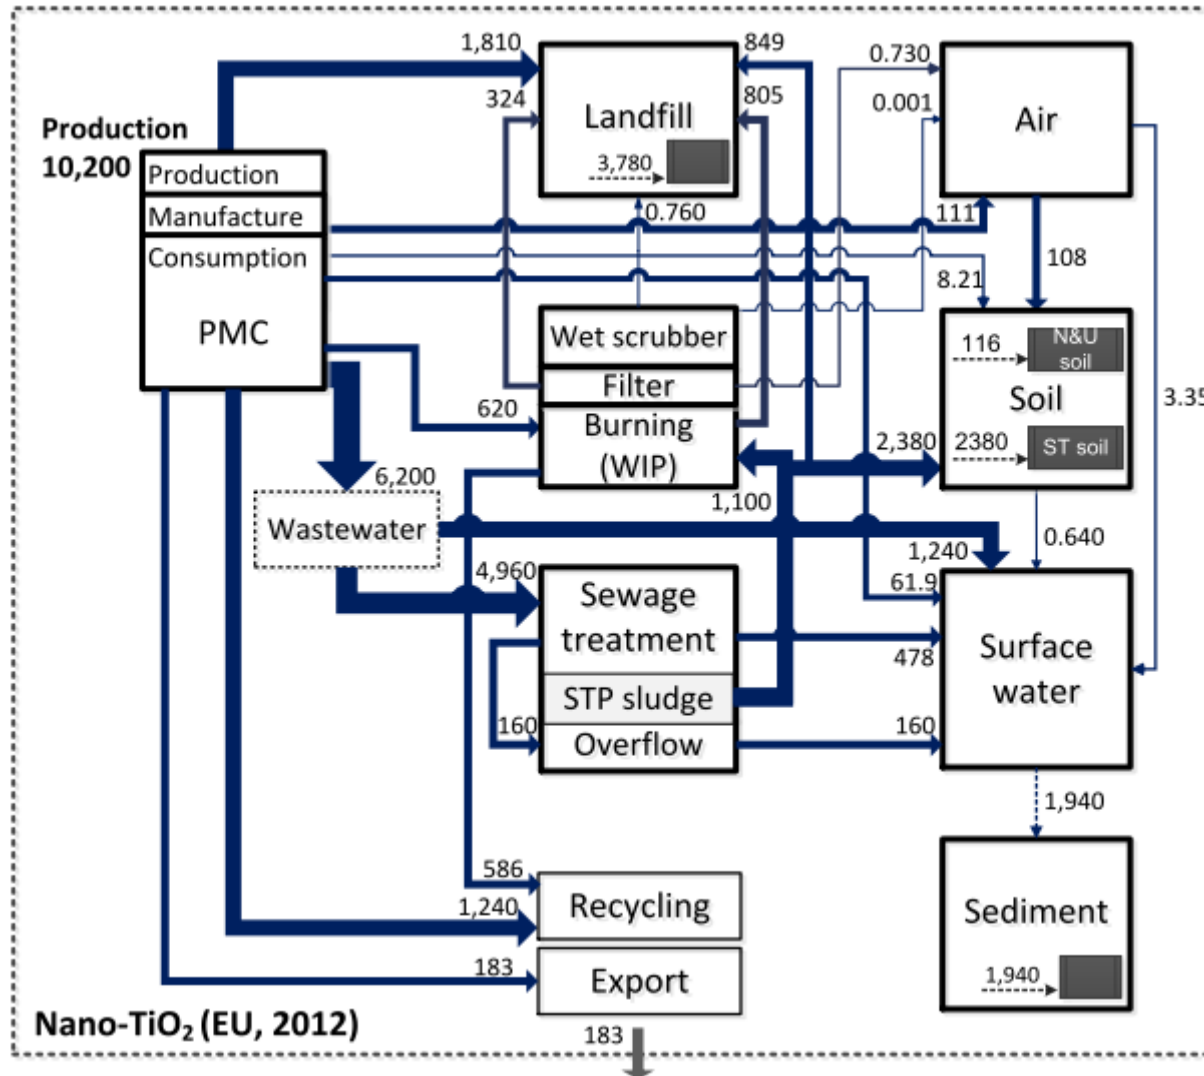 1,810
849
0.730
324
805
0.001
Landfill
Air
Production
10,200
3,780
Production
Manufacture
Consumption
PMC
0.760
111
108
8.21
Wet scrubber
Filter
Burning
(WIP)
116
N&U
soil
Soil
2380
ST soil
3.35
620
2,380
1,100
6,200
Wastewater
1,240
0.640
4,960
61.9
Sewage
treatment
478
Surface
water
STP sludge
160
Overflow
160
1,940
586
Recycling
1,240
Sediment
183
Export
1,940
Nano-TiO₂ (EU, 2012)
183